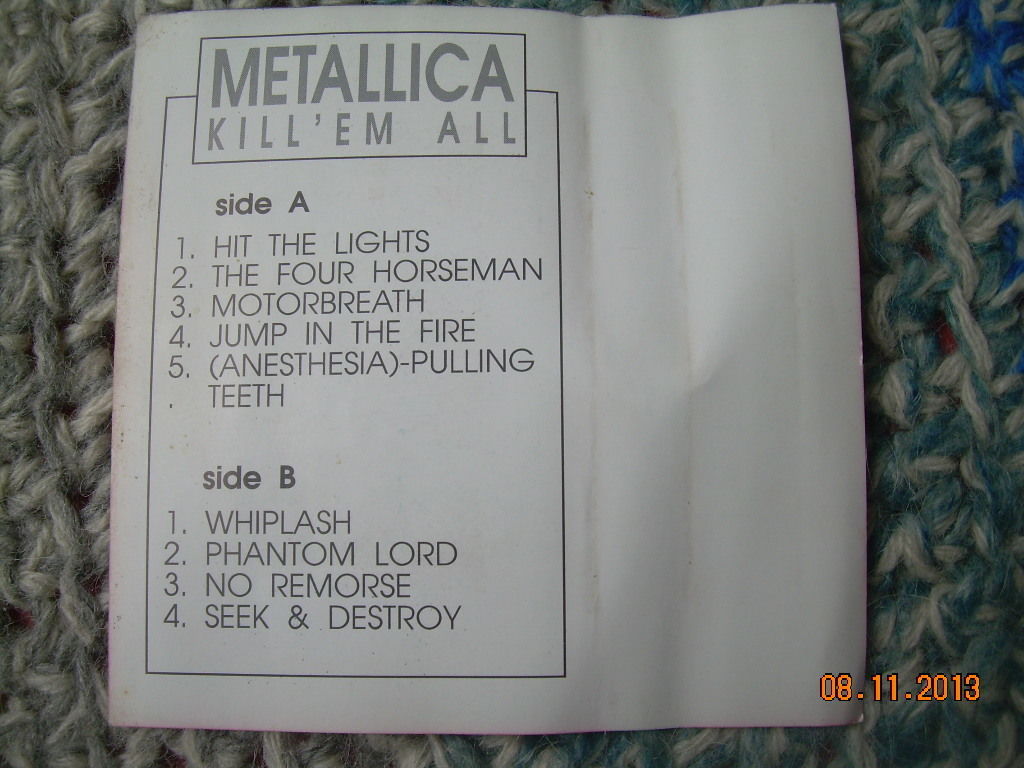 METALLICA
KILL'EM ALL
side A
1. HIT THE LIGHTS
2. THE FOUR HORSEMAN
3. MOTORBREATH
4. JUMP IN THE FIRE
5. (ANESTHESIA)-PULLING
. TEETH
side B
1. WHIPLASH
2. PHANTOM LORD
3. NO REMORSE
4. SEEK & DESTROY
08.11.2013